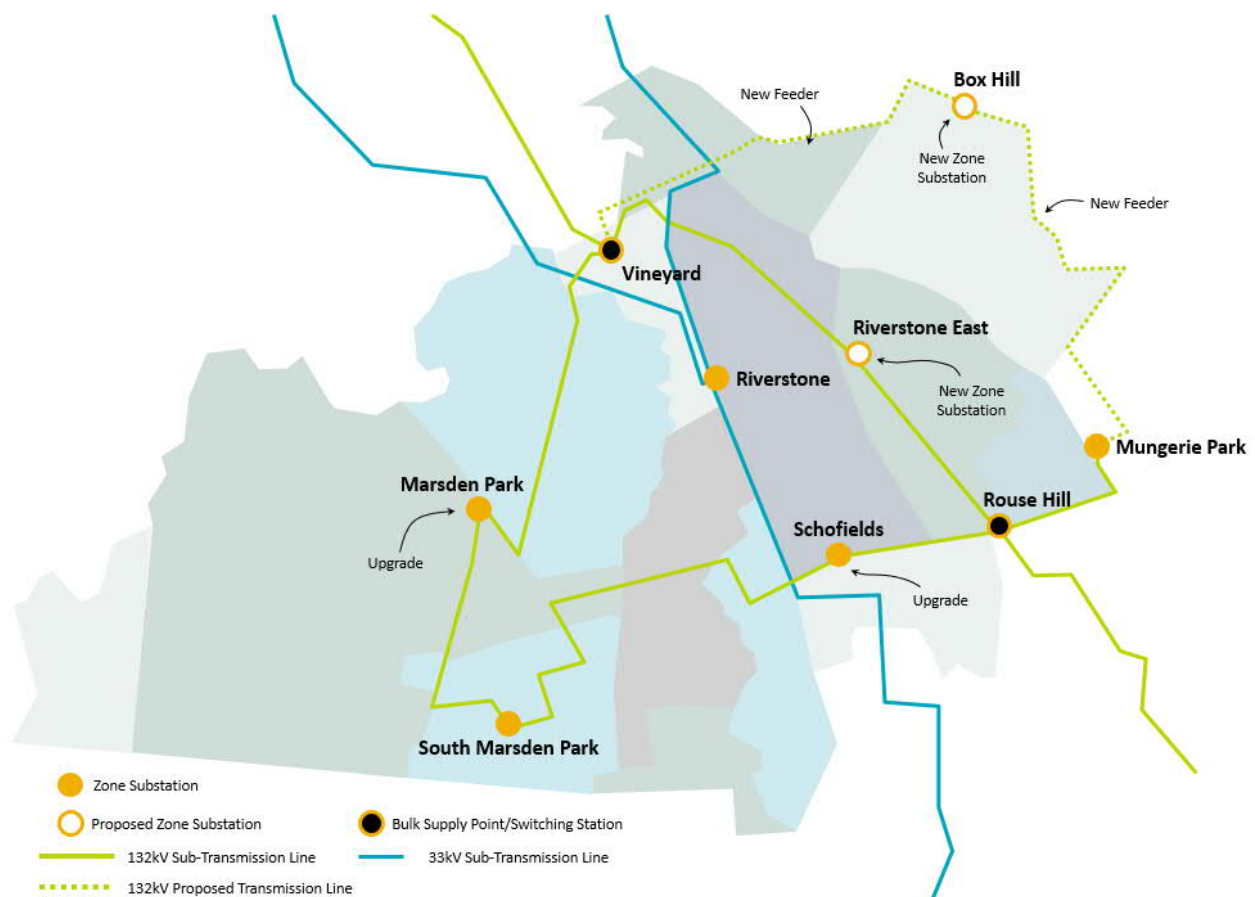 Box Hill
New Feeder
New Zone
Substation
New Feeder
Vineyard
Riverstone East
Riverstone
New Zone
Substation
Mungerie Park
Marsden Park
Rouse Hill
Schofields
Upgrade
Upgrade
South Marsden Park
Zone Substation
Proposed Zone Substation
Bulk Supply Point/Switching Station
132kV Sub-Transmission Line
33kV Sub-Transmission Line
132kV Proposed Transmission Line